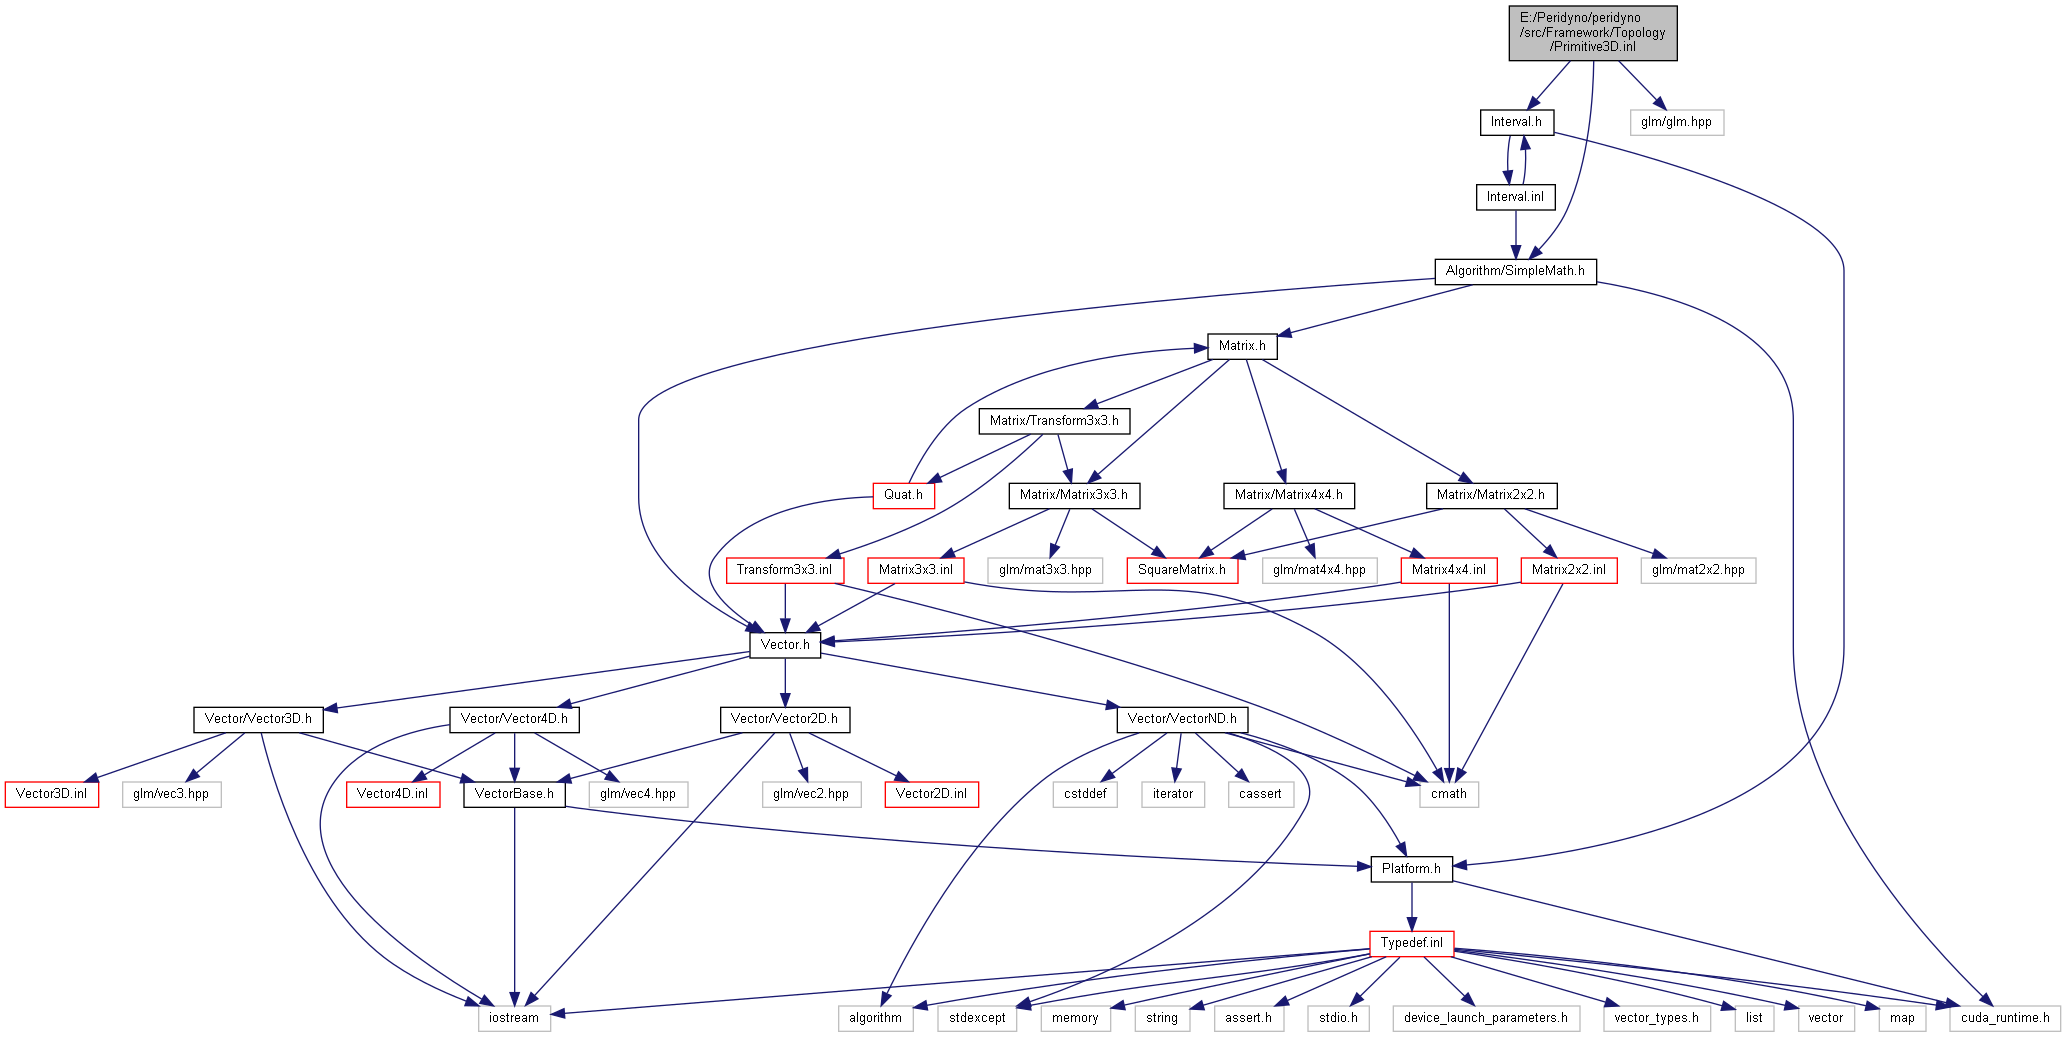 E:/Peridyno/peridyno
/src/Framework/Topology
/Primitive3D.inl
Interval.h
glm/glm.hpp
Interval.inl
Algorithm/SimpleMath.h
Matrix.h
Matrix/Transform3x3.h
Quat.h
Matrix/Matrix3x3.h
Matrix/Matrix4x4.h
Matrix/Matrix2x2.h
Transform3x3.inl
Matrix3x3.inl
glm/mat3x3.hpp
SquareMatrix.h
glm/mat4x4.hpp
Matrix4x4.inl
Matrix2x2.inl
glm/mat2x2.hpp
Vector.h
Vector/Vector3D.h
Vector/Vector4D.h
Vector/Vector2D.h
Vector/VectorND.h
Vector3D.inl
glm/vec3.hpp
Vector4D.inl
VectorBase.h
glm/vec4.hpp
glm/vec2.hpp
Vector2D.inl
cstddef
iterator
cassert
cmath
Platform.h
Typedef.inl
iostream
algorithm
stdexcept
memory
string
assert.h
stdio.h
device_launch_parameters.h
vector_types.h
list
vector
map
cuda_runtime.h